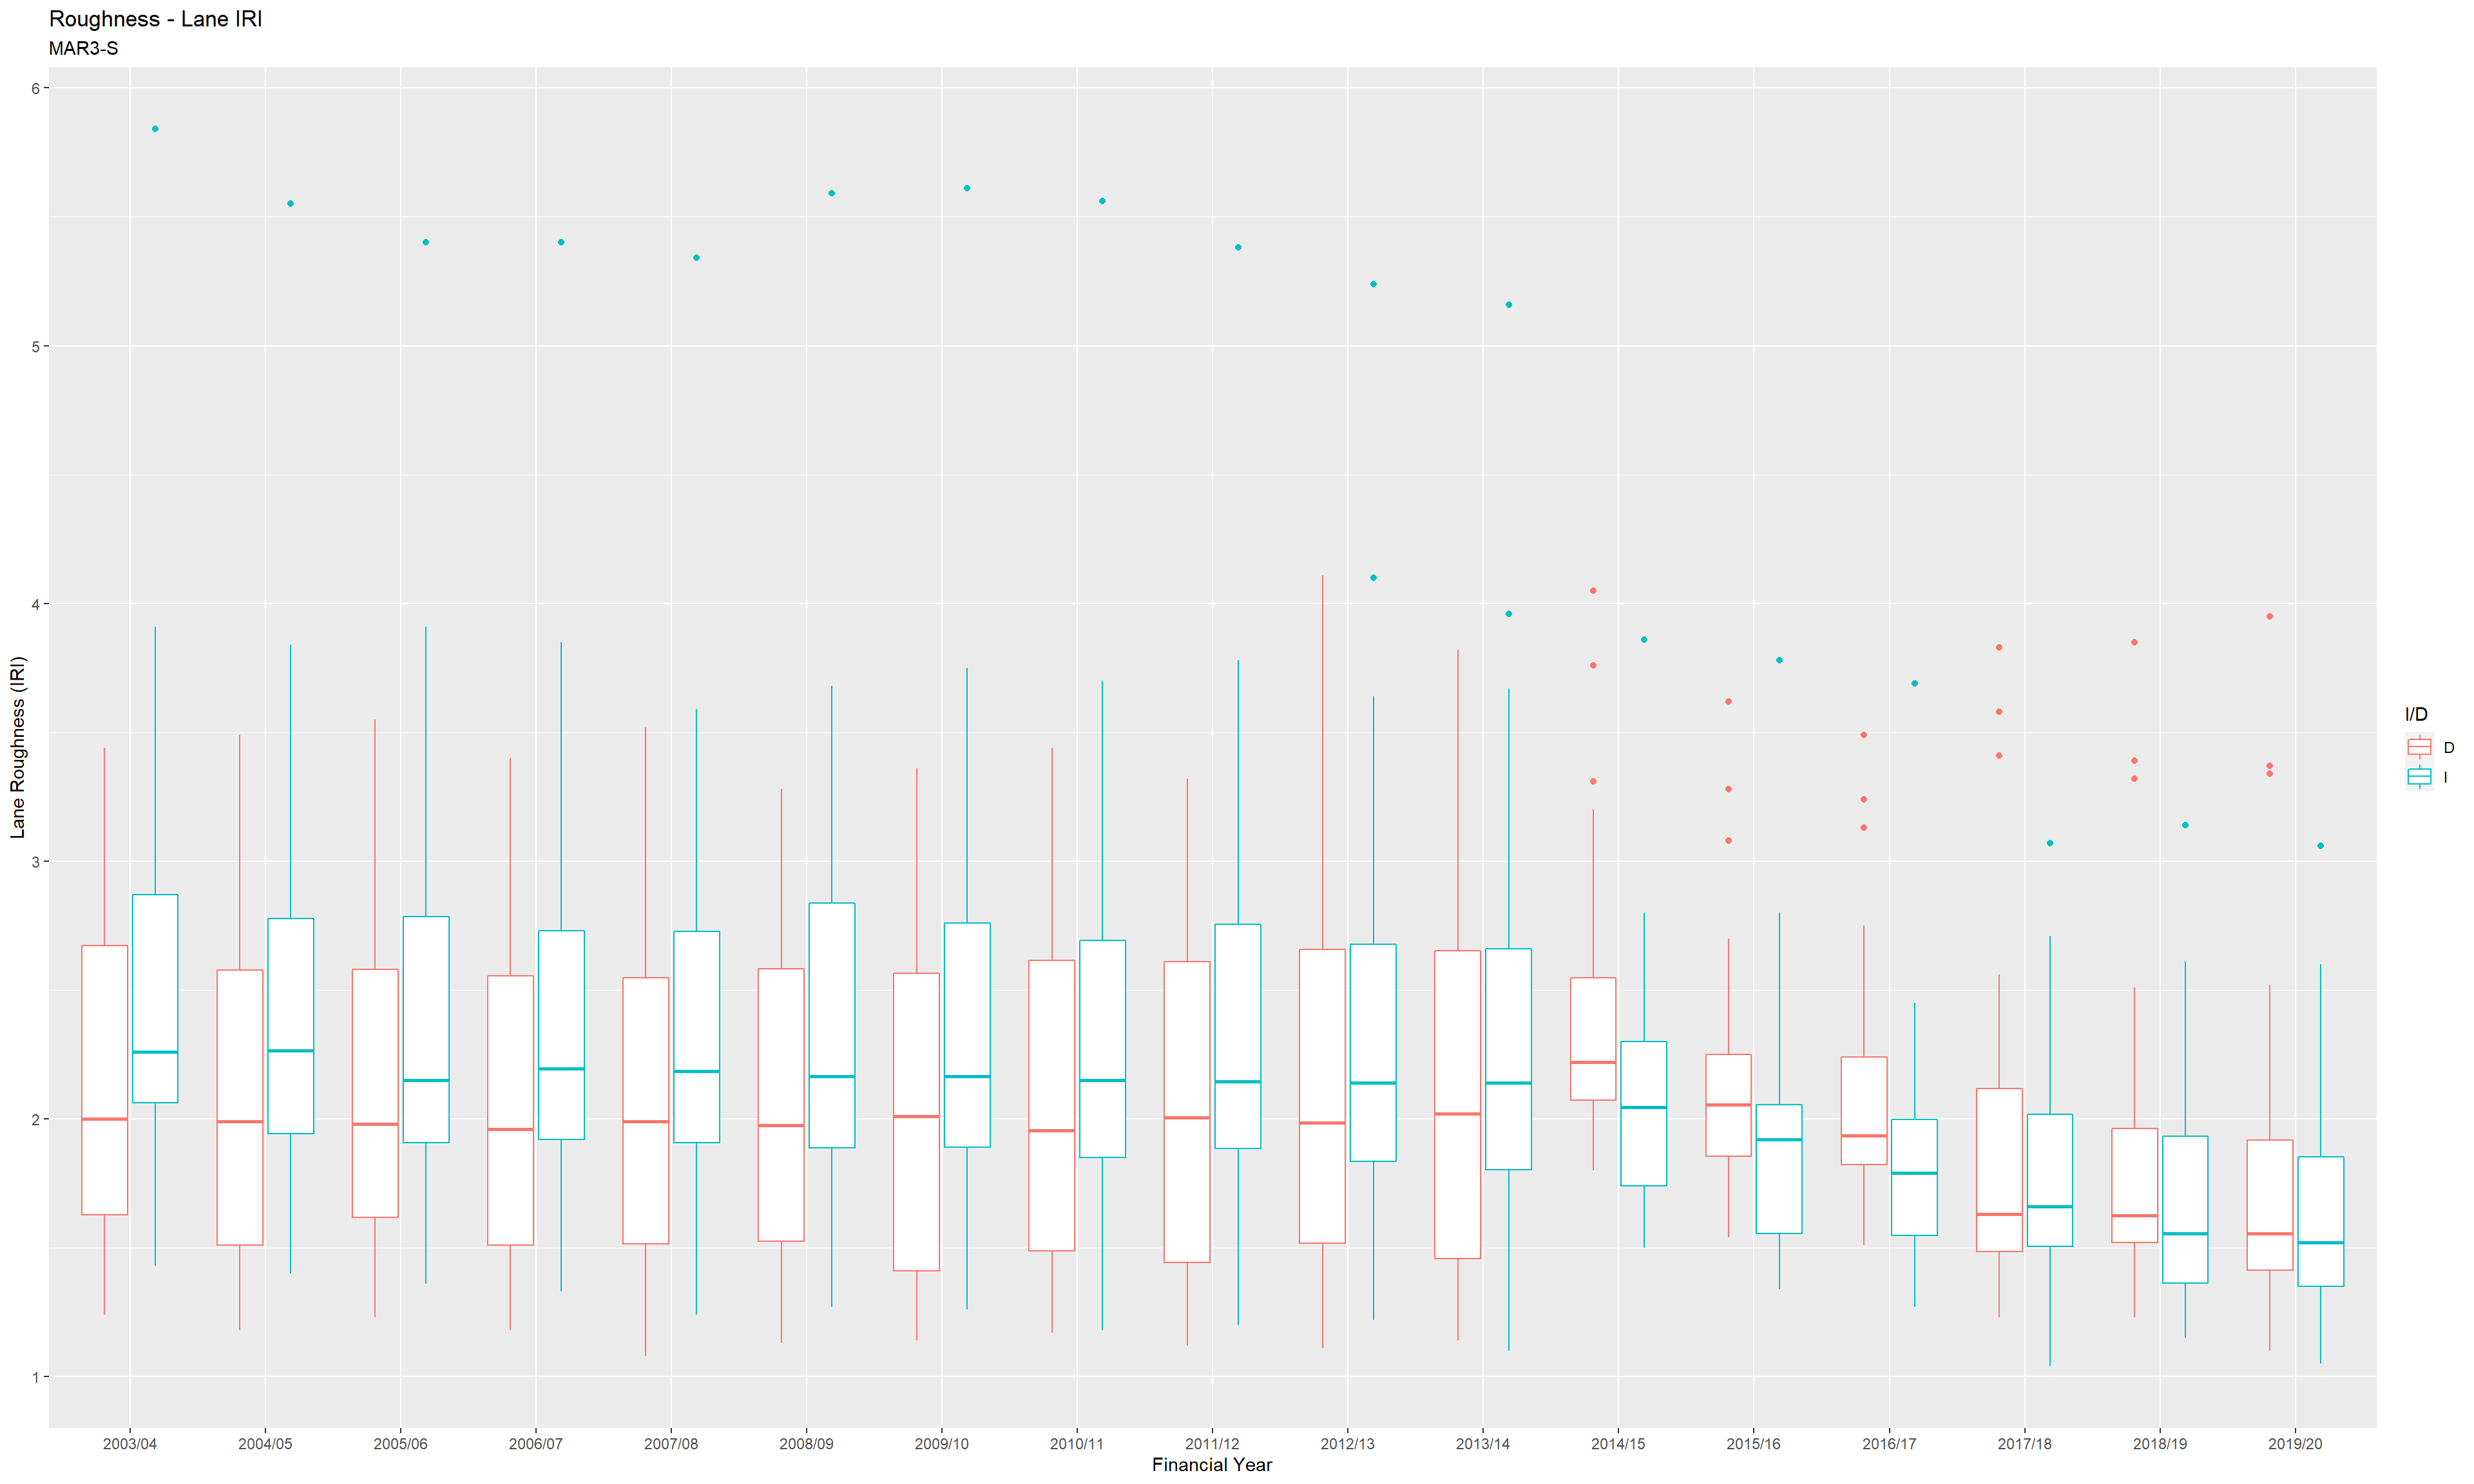 Roughness - Lane IRI
MAR3-S
6
5
4
3
2
1
Lane Roughness (IRI)
2003/04 2004/05 2005/06 2006/07 2007/08 2008/09 2009/10 2010/11 2011/12 2012/13 2013/14 2014/15 2015/16 2016/17 2017/18 2018/19 2019/20
Financial Year
I/D
D
I